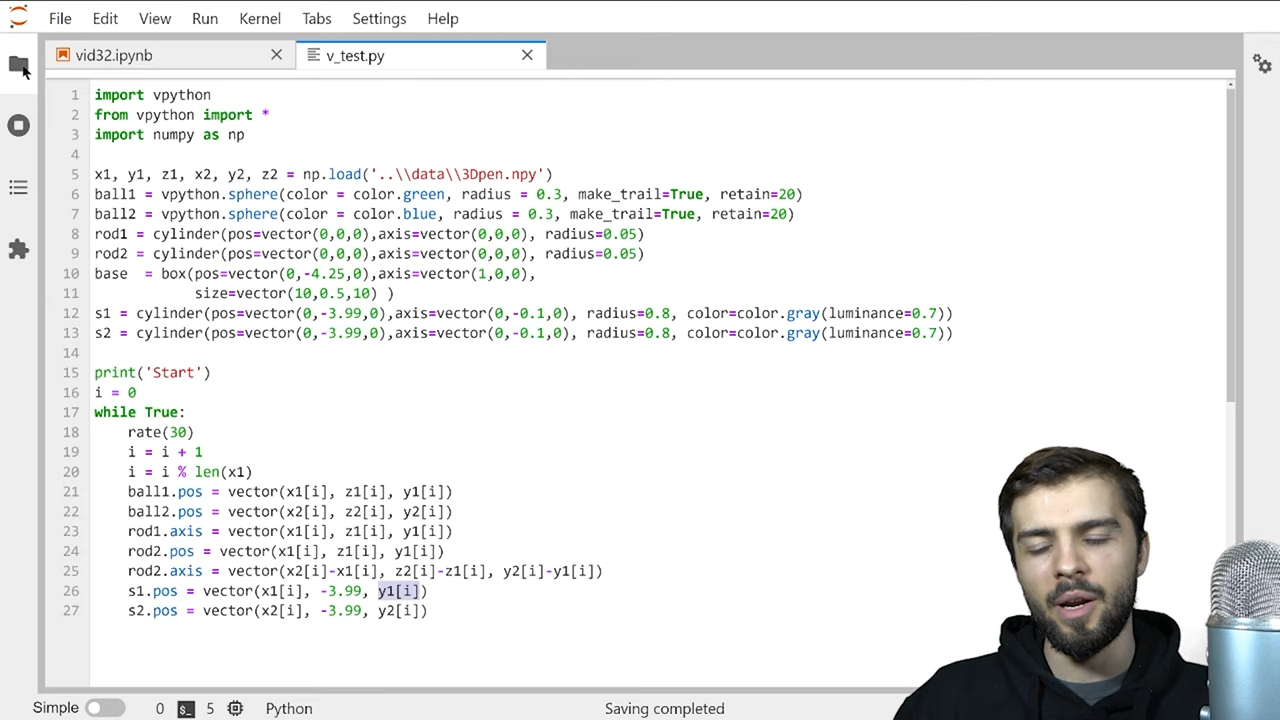 File Edit View Run Kernel Tabs Settings Help
vid32.ipynb v_test.py
1 import vpython
2 from vpython import *
3 import numpy as np
4
5 x1, y1, z1, x2, y2, z2 = np.load('..\\data\\3Dpen.npy')
6 ball1 = vpython.sphere(color = color.green, radius = 0.3, make_trail=True, retain=20)
7 ball2 = vpython.sphere(color = color.blue, radius = 0.3, make_trail=True, retain=20)
8 rod1 = cylinder(pos=vector(0,0,0),axis=vector(0,0,0), radius=0.05)
9 rod2 = cylinder(pos=vector(0,0,0),axis=vector(0,0,0), radius=0.05)
10 base  = box(pos=vector(0,-4.25,0),axis=vector(1,0,0),
11             size=vector(10,0.5,10) )
12 s1 = cylinder(pos=vector(0,-3.99,0),axis=vector(0,-0.1,0), radius=0.8, color=color.gray(luminance=0.7))
13 s2 = cylinder(pos=vector(0,-3.99,0),axis=vector(0,-0.1,0), radius=0.8, color=color.gray(luminance=0.7))
14
15 print('Start')
16 i = 0
17 while True:
18     rate(30)
19     i = i + 1
20     i = i % len(x1)
21     ball1.pos = vector(x1[i], z1[i], y1[i])
22     ball2.pos = vector(x2[i], z2[i], y2[i])
23     rod1.axis = vector(x1[i], z1[i], y1[i])
24     rod2.pos = vector(x1[i], z1[i], y1[i])
25     rod2.axis = vector(x2[i]-x1[i], z2[i]-z1[i], y2[i]-y1[i])
26     s1.pos = vector(x1[i], -3.99, y1[i])
27     s2.pos = vector(x2[i], -3.99, y2[i])
Simple 0 $_ 5 Python Saving completed